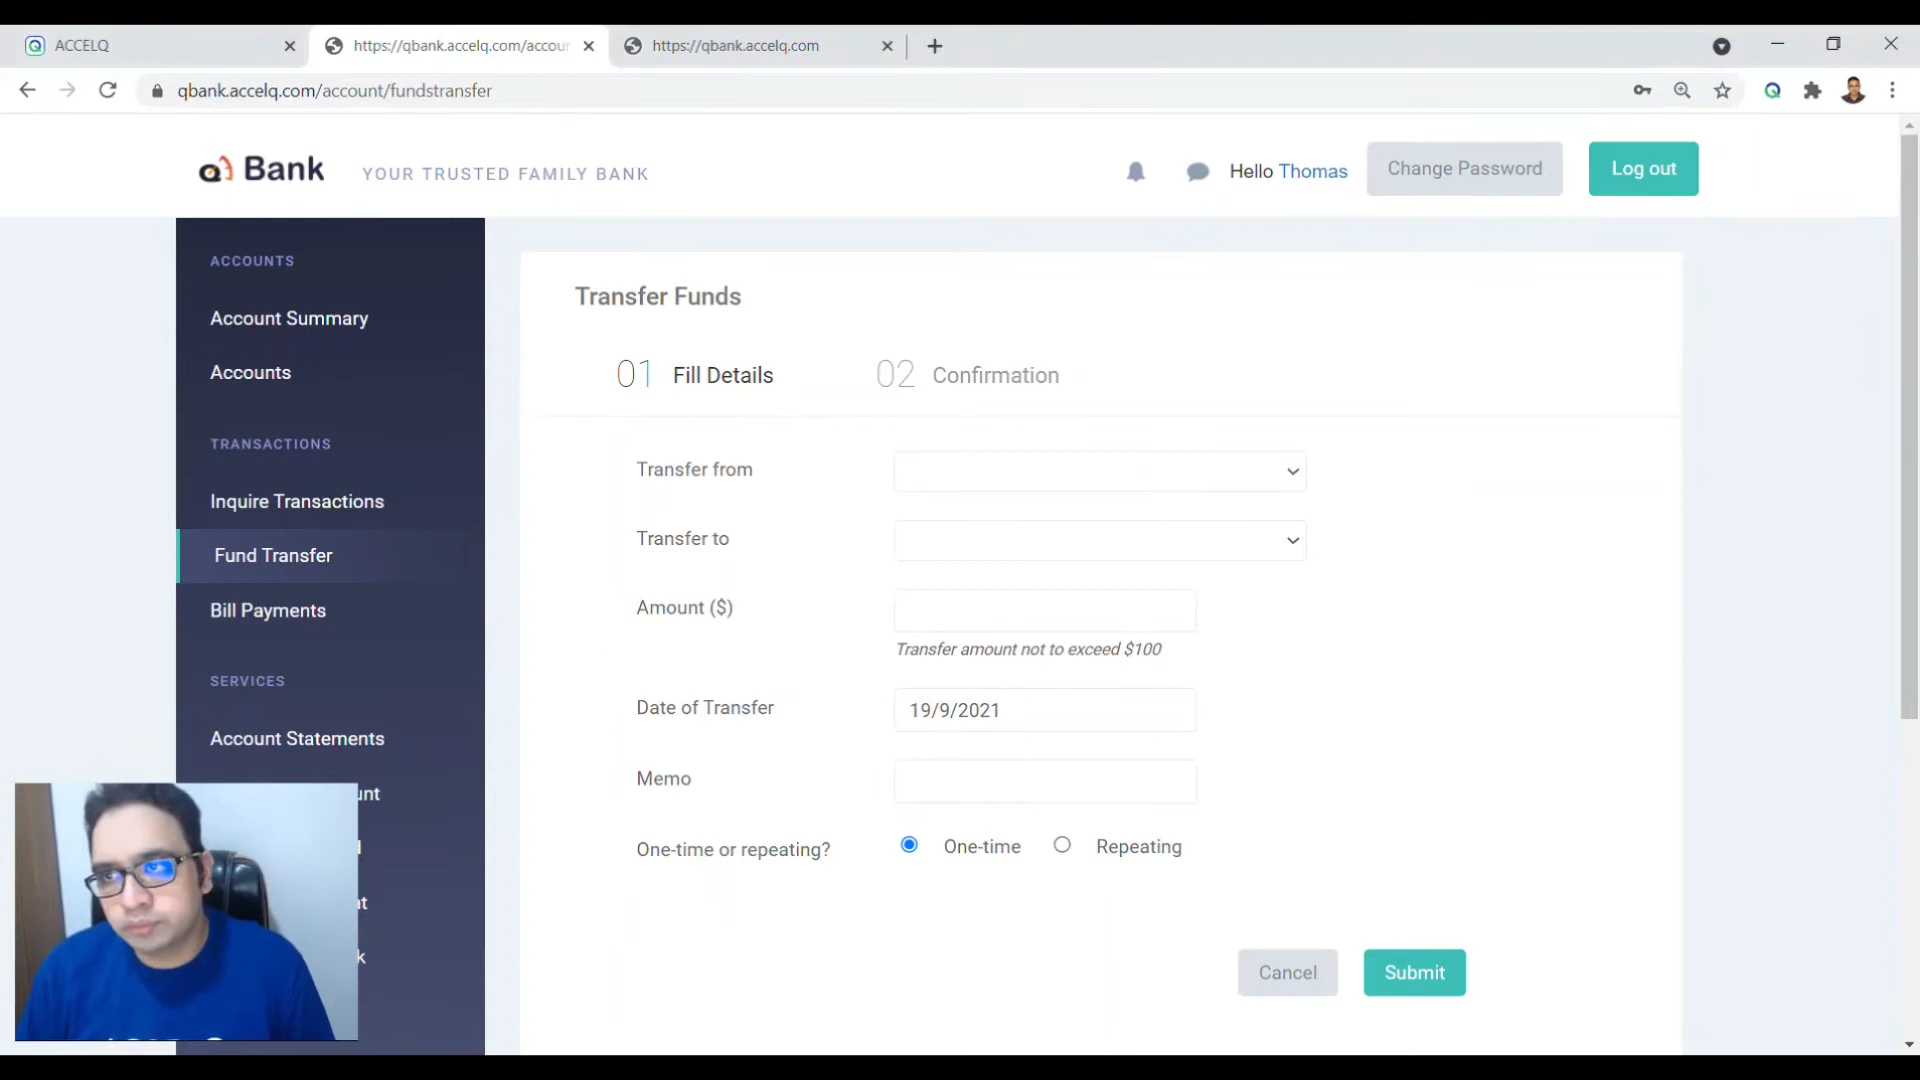 ACCELQ
https://qbank.accelq.com/accoun
https://qbank.accelq.com
qbank.accelq.com/account/fundstransfer
Bank
YOUR TRUSTED FAMILY BANK
Hello Thomas
Change Password
Log out
ACCOUNTS
Account Summary
Accounts
TRANSACTIONS
Inquire Transactions
Fund Transfer
Bill Payments
SERVICES
Account Statements
unt
l
nt
k
Transfer Funds
01 Fill Details
02 Confirmation
Transfer from
Transfer to
Amount ($)
Transfer amount not to exceed $100
Date of Transfer
19/9/2021
Memo
One-time or repeating?
One-time
Repeating
Cancel
Submit